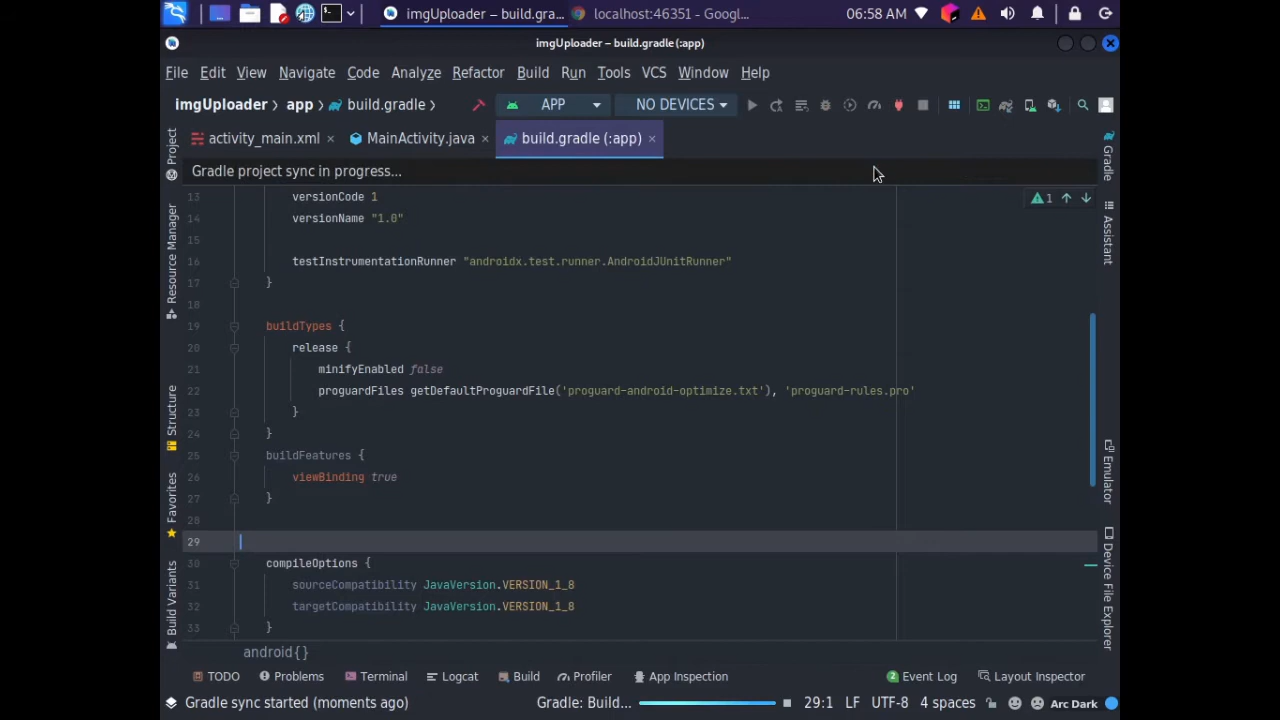 imgUploader – build.gra...
localhost:46351 - Googl...
06:58 AM
imgUploader – build.gradle (:app)
File Edit View Navigate Code Analyze Refactor Build Run Tools VCS Window Help
imgUploader app build.gradle
APP
NO DEVICES
activity_main.xml
MainActivity.java
build.gradle (:app)
Gradle project sync in progress...
Project
Resource Manager
Structure
Favorites
Build Variants
13 versionCode 1
14 versionName "1.0"
15
16 testInstrumentationRunner "androidx.test.runner.AndroidJUnitRunner"
17 }
18
19 buildTypes {
20 release {
21 minifyEnabled false
22 proguardFiles getDefaultProguardFile('proguard-android-optimize.txt'), 'proguard-rules.pro'
23 }
24 }
25 buildFeatures {
26 viewBinding true
27 }
28
29
30 compileOptions {
31 sourceCompatibility JavaVersion.VERSION_1_8
32 targetCompatibility JavaVersion.VERSION_1_8
33 }
1
Gradle
Assistant
Emulator
Device File Explorer
android{}
TODO Problems Terminal Logcat Build Profiler App Inspection 2 Event Log Layout Inspector
Gradle sync started (moments ago) Gradle: Build... 29:1 LF UTF-8 4 spaces Arc Dark